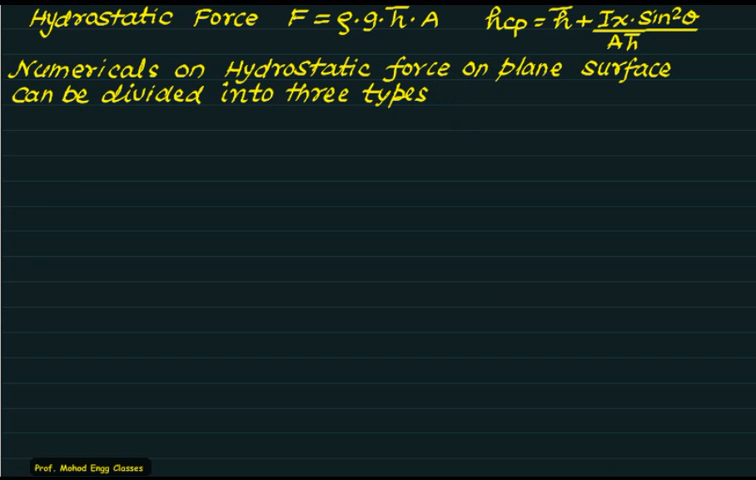 Hydrostatic Force F = ρ·g·h̅·A hcp = h̅ + Ix·Sin²θ / Ah̅
Numericals on Hydrostatic force on plane surface
can be divided into three types
Prof. Mohod Engg Classes